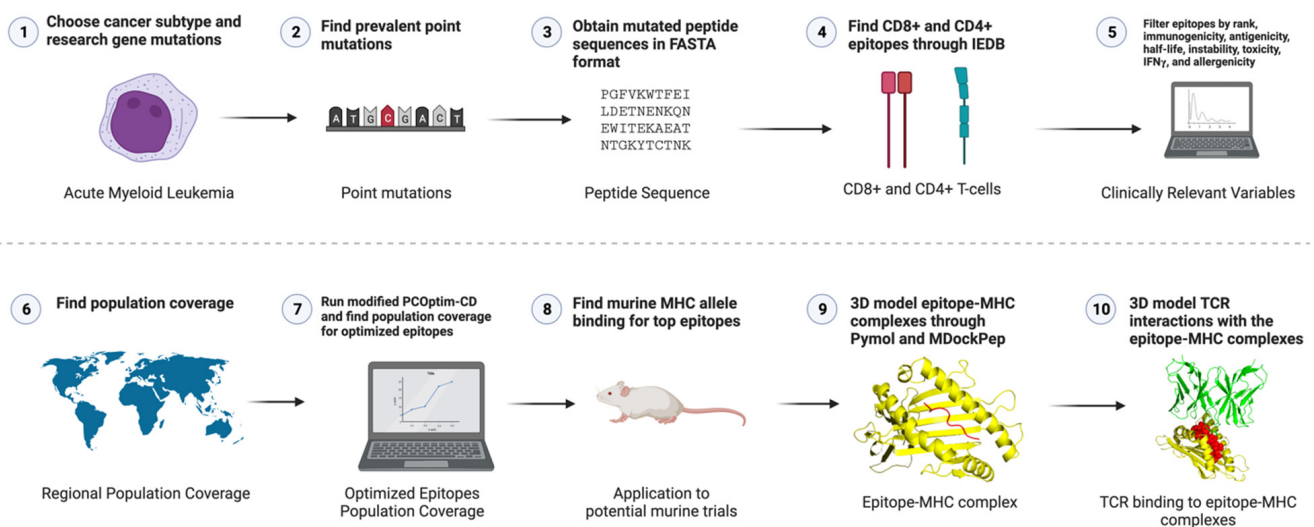 1
Choose cancer subtype and
research gene mutations
Acute Myeloid Leukemia
2
Find prevalent point
mutations
A T G C G A C T
Point mutations
3
Obtain mutated peptide
sequences in FASTA
format
PGFVKWTFEI
LDETNENKQN
EWITEKAEAT
NTGKYTCTNK
Peptide Sequence
4
Find CD8+ and CD4+
epitopes through IEDB
CD8+ and CD4+ T-cells
5
Filter epitopes by rank,
immunogenicity, antigenicity,
half-life, instability, toxicity,
IFNγ, and allergenicity
Clinically Relevant Variables
6
Find population coverage
Regional Population Coverage
7
Run modified PCOptim-CD
and find population coverage
for optimized epitopes
Title
Optimized Epitopes
Population Coverage
8
Find murine MHC allele
binding for top epitopes
Application to
potential murine trials
9
3D model epitope-MHC
complexes through
Pymol and MDockPep
Epitope-MHC complex
10
3D model TCR
interactions with the
epitope-MHC complexes
TCR binding to epitope-MHC
complexes